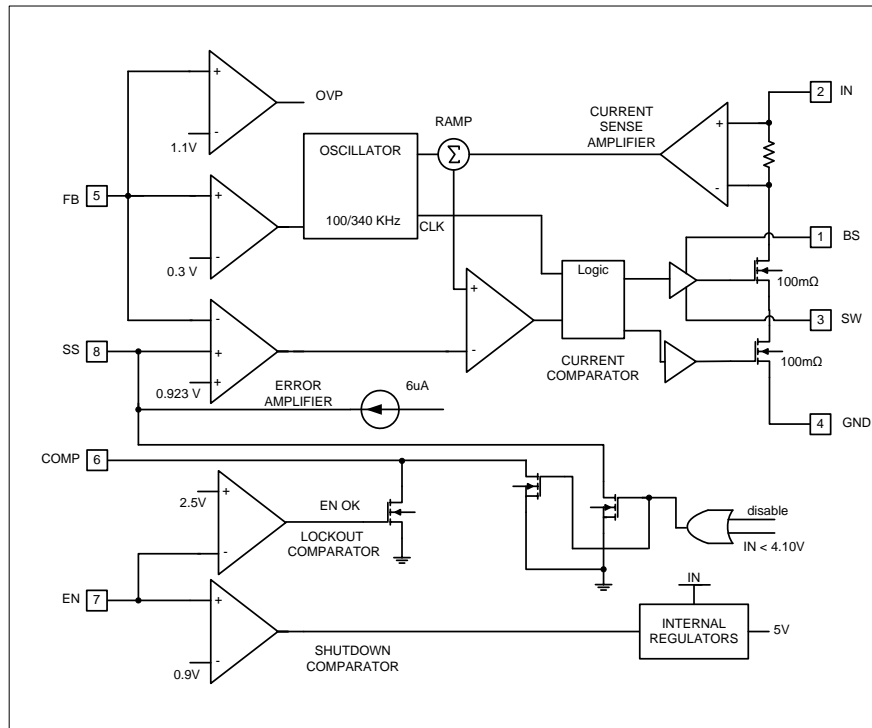 +
OVP
-
1.1V
FB 5
+
-
0.3 V
OSCILLATOR
100/340 KHz
CLK
RAMP
Σ
CURRENT
SENSE
AMPLIFIER
+
-
2 IN
1 BS
100mΩ
3 SW
100mΩ
4 GND
Logic
CURRENT
COMPARATOR
+
-
SS 8
-
+
+
0.923 V
ERROR
AMPLIFIER
6uA
COMP 6
2.5V
+
-
EN OK
LOCKOUT
COMPARATOR
disable
IN < 4.10V
EN 7
+
-
0.9V
SHUTDOWN
COMPARATOR
IN
INTERNAL
REGULATORS
5V